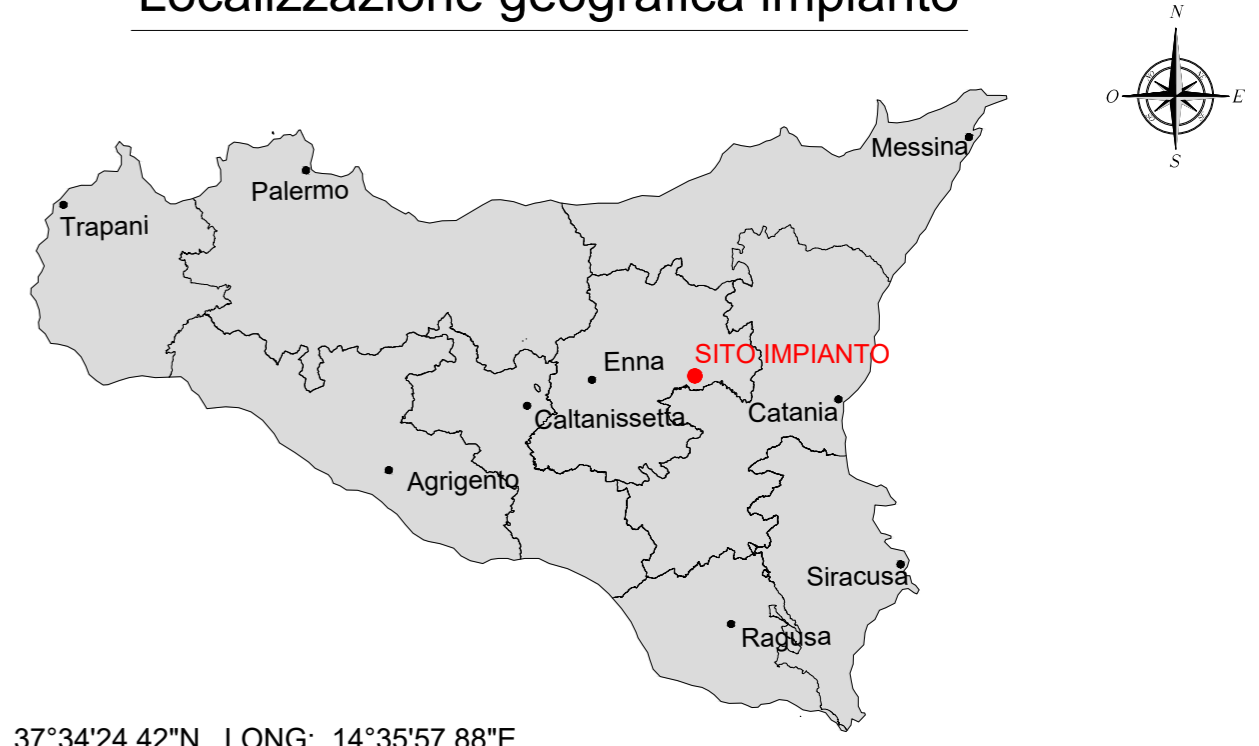 Localizzazione geografica impianto
N
O E
S
Messina
Palermo
Trapani
SITO IMPIANTO
Enna
Catania
Caltanissetta
Agrigento
Siracusa
Ragusa
37°34'24.42"N LONG: 14°35'57.88"E